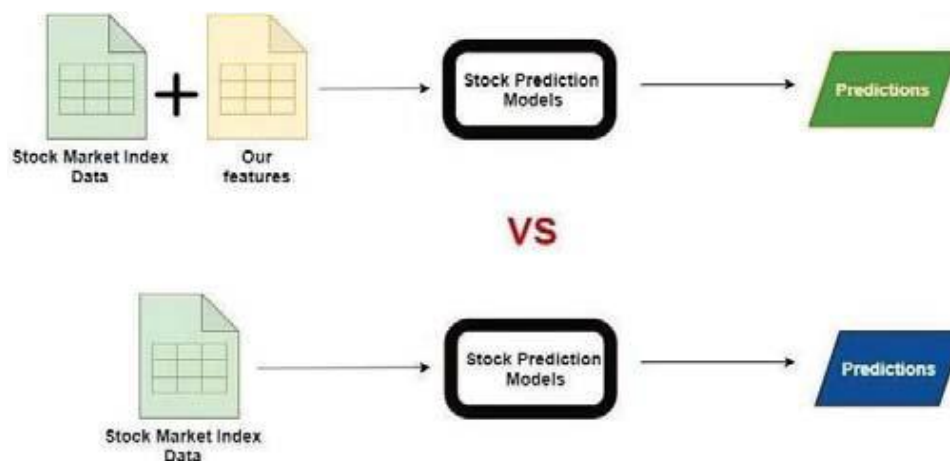 Stock Market Index
Data
Our
features
Stock Prediction
Models
Predictions
VS
Stock Market Index
Data
Stock Prediction
Models
Predictions